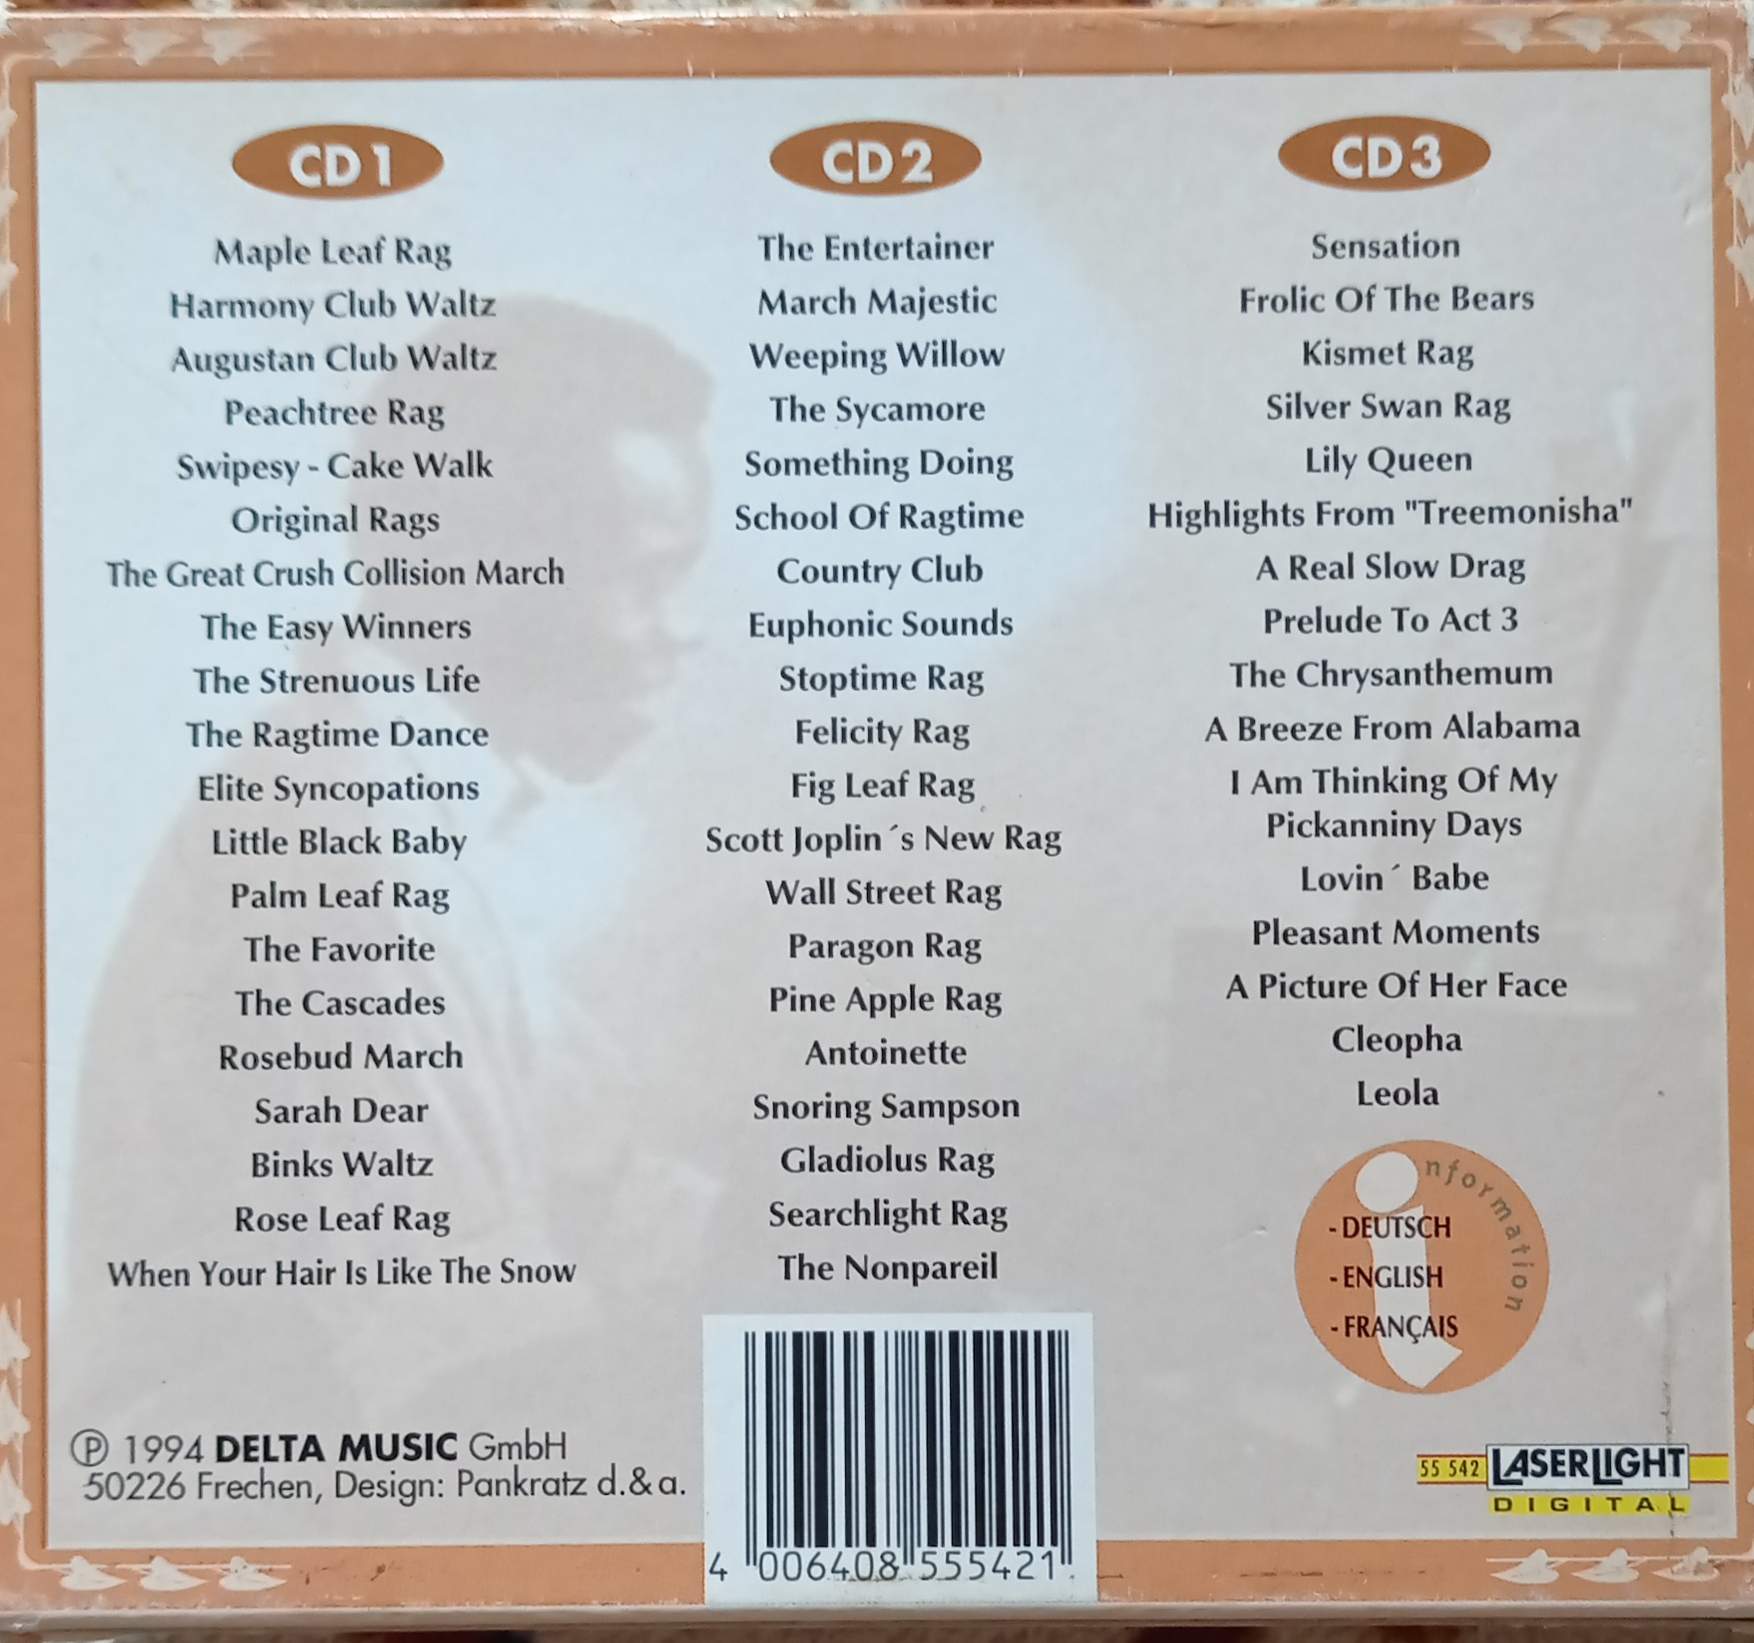 CD 1
Maple Leaf Rag
Harmony Club Waltz
Augustan Club Waltz
Peachtree Rag
Swipesy - Cake Walk
Original Rags
The Great Crush Collision March
The Easy Winners
The Strenuous Life
The Ragtime Dance
Elite Syncopations
Little Black Baby
Palm Leaf Rag
The Favorite
The Cascades
Rosebud March
Sarah Dear
Binks Waltz
Rose Leaf Rag
When Your Hair Is Like The Snow
CD 2
The Entertainer
March Majestic
Weeping Willow
The Sycamore
Something Doing
School Of Ragtime
Country Club
Euphonic Sounds
Stoptime Rag
Felicity Rag
Fig Leaf Rag
Scott Joplin´s New Rag
Wall Street Rag
Paragon Rag
Pine Apple Rag
Antoinette
Snoring Sampson
Gladiolus Rag
Searchlight Rag
The Nonpareil
CD 3
Sensation
Frolic Of The Bears
Kismet Rag
Silver Swan Rag
Lily Queen
Highlights From "Treemonisha"
A Real Slow Drag
Prelude To Act 3
The Chrysanthemum
A Breeze From Alabama
I Am Thinking Of My
Pickanniny Days
Lovin´ Babe
Pleasant Moments
A Picture Of Her Face
Cleopha
Leola
information
- DEUTSCH
- ENGLISH
- FRANÇAIS
℗ 1994 DELTA MUSIC GmbH
50226 Frechen, Design: Pankratz d.& a.
4 006408 555421
55 542 LASERLIGHT
DIGITAL